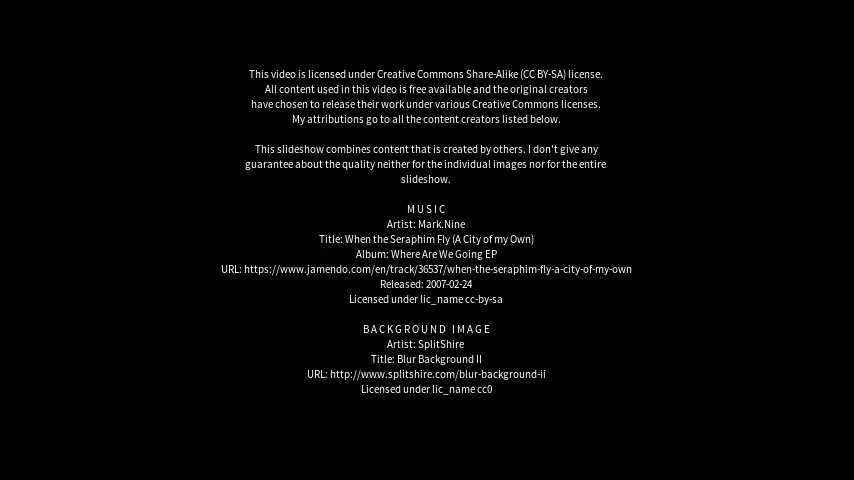 This video is licensed under Creative Commons Share-Alike (CC BY-SA) license.
All content used in this video is free available and the original creators
have chosen to release their work under various Creative Commons licenses.
My attributions go to all the content creators listed below.
This slideshow combines content that is created by others. I don't give any
guarantee about the quality neither for the individual images nor for the entire
slideshow.
MUSIC
Artist: Mark.Nine
Title: When the Seraphim Fly (A City of my Own)
Album: Where Are We Going EP
URL: https://www.jamendo.com/en/track/36537/when-the-seraphim-fly-a-city-of-my-own
Released: 2007-02-24
Licensed under lic_name cc-by-sa
BACKGROUND IMAGE
Artist: SplitShire
Title: Blur Background II
URL: http://www.splitshire.com/blur-background-ii
Licensed under lic_name cc0